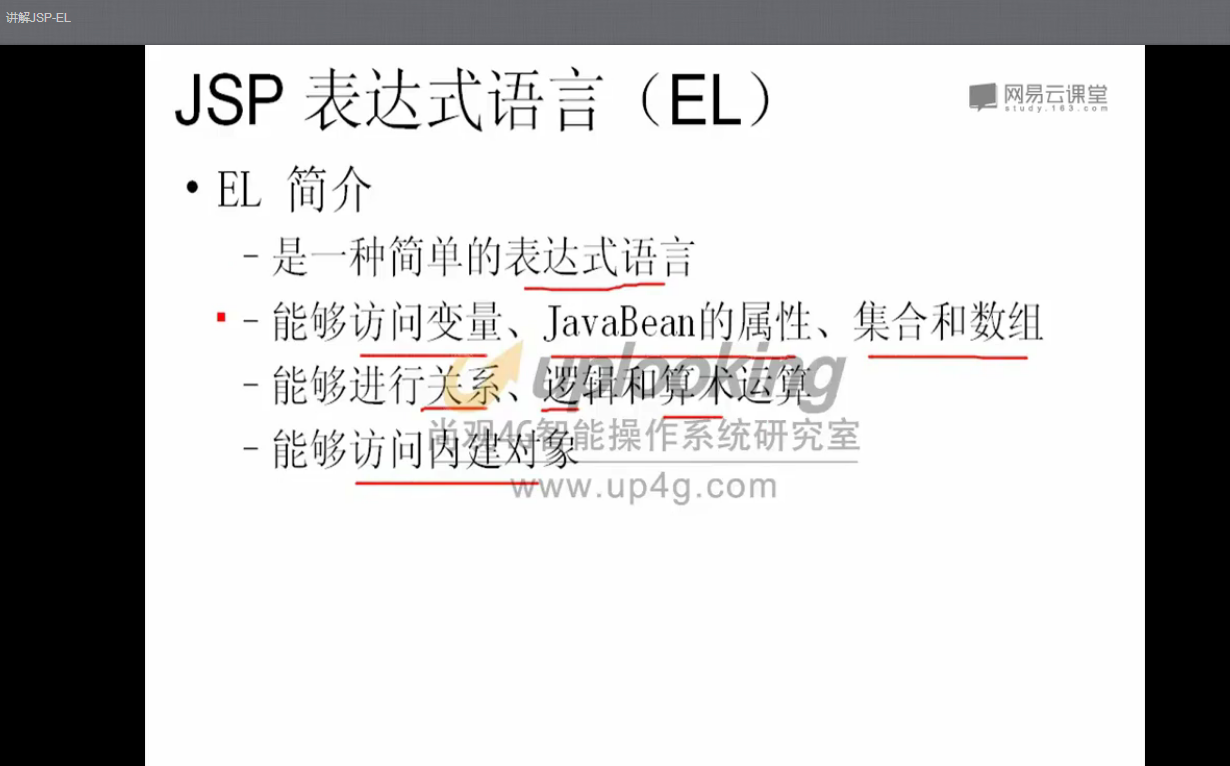 讲解JSP-EL
JSP 表达式语言（EL）
网易云课堂
study.163.com
• EL 简介
– 是一种简单的表达式语言
– 能够访问变量、JavaBean的属性、集合和数组
– 能够进行关系、逻辑和算术运算
– 能够访问内建对象
uplooking
尚观4G智能操作系统研究室
www.up4g.com